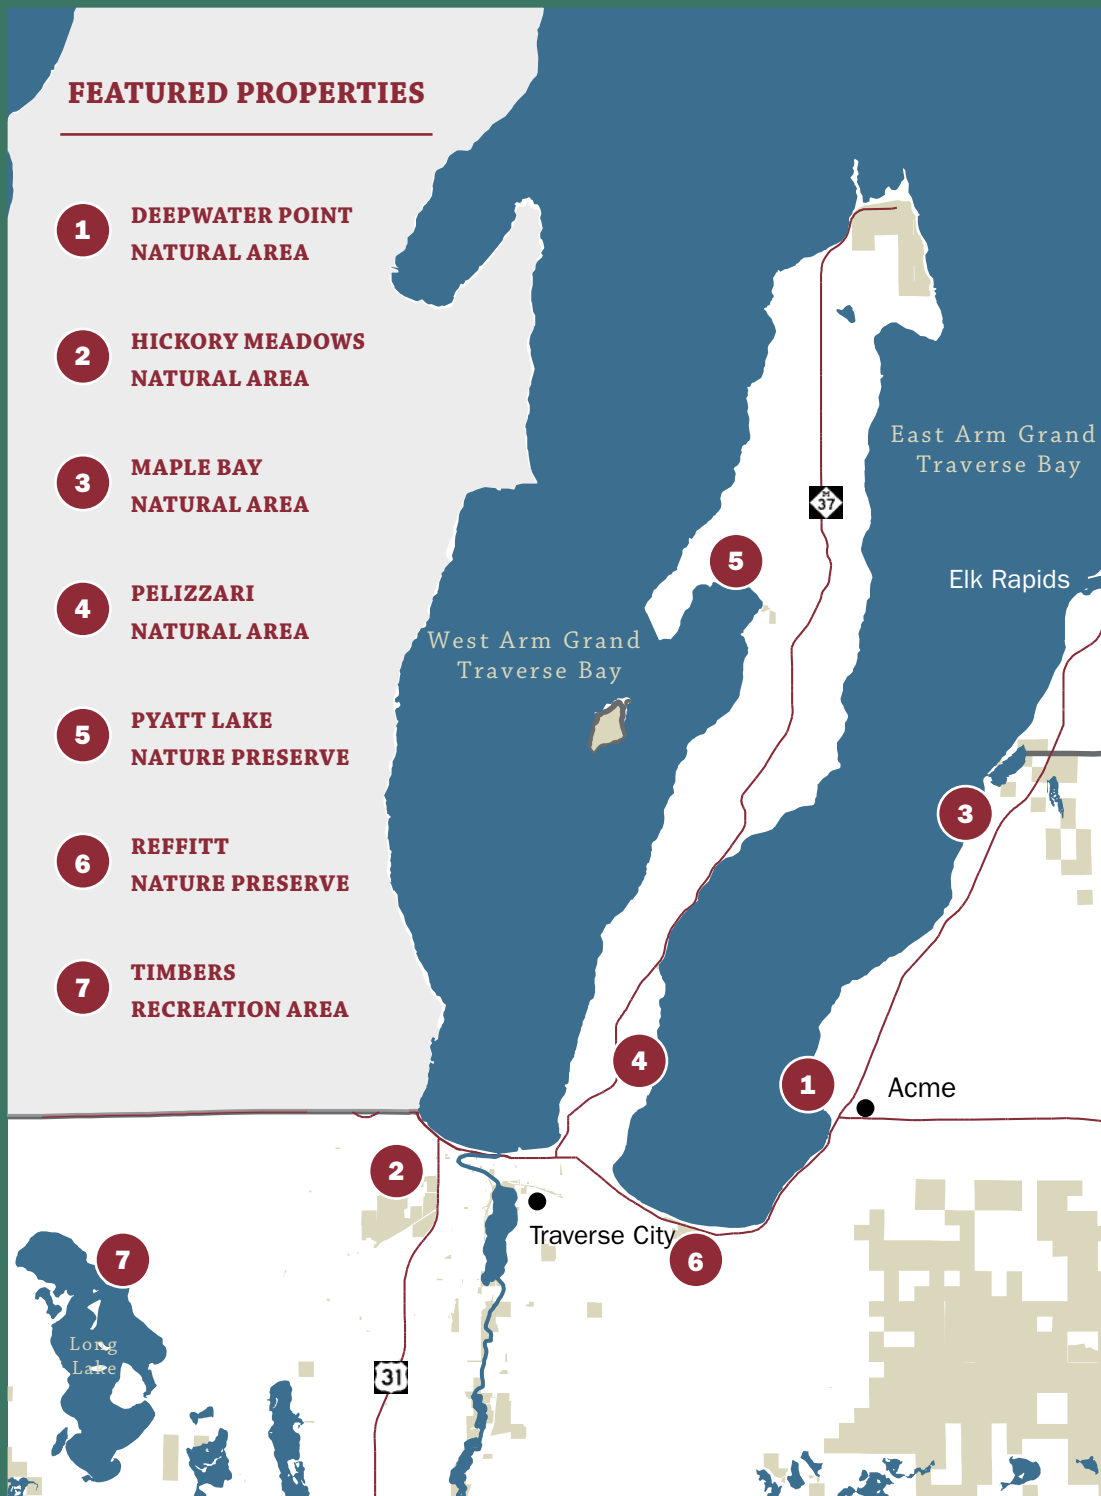 FEATURED PROPERTIES
1
DEEPWATER POINT
NATURAL AREA
2
HICKORY MEADOWS
NATURAL AREA
3
MAPLE BAY
NATURAL AREA
4
PELIZZARI
NATURAL AREA
5
PYATT LAKE
NATURE PRESERVE
6
REFFITT
NATURE PRESERVE
7
TIMBERS
RECREATION AREA
East Arm Grand
Traverse Bay
M
37
5
Elk Rapids
West Arm Grand
Traverse Bay
3
4
1
Acme
2
Traverse City
6
7
Long
Lake
31